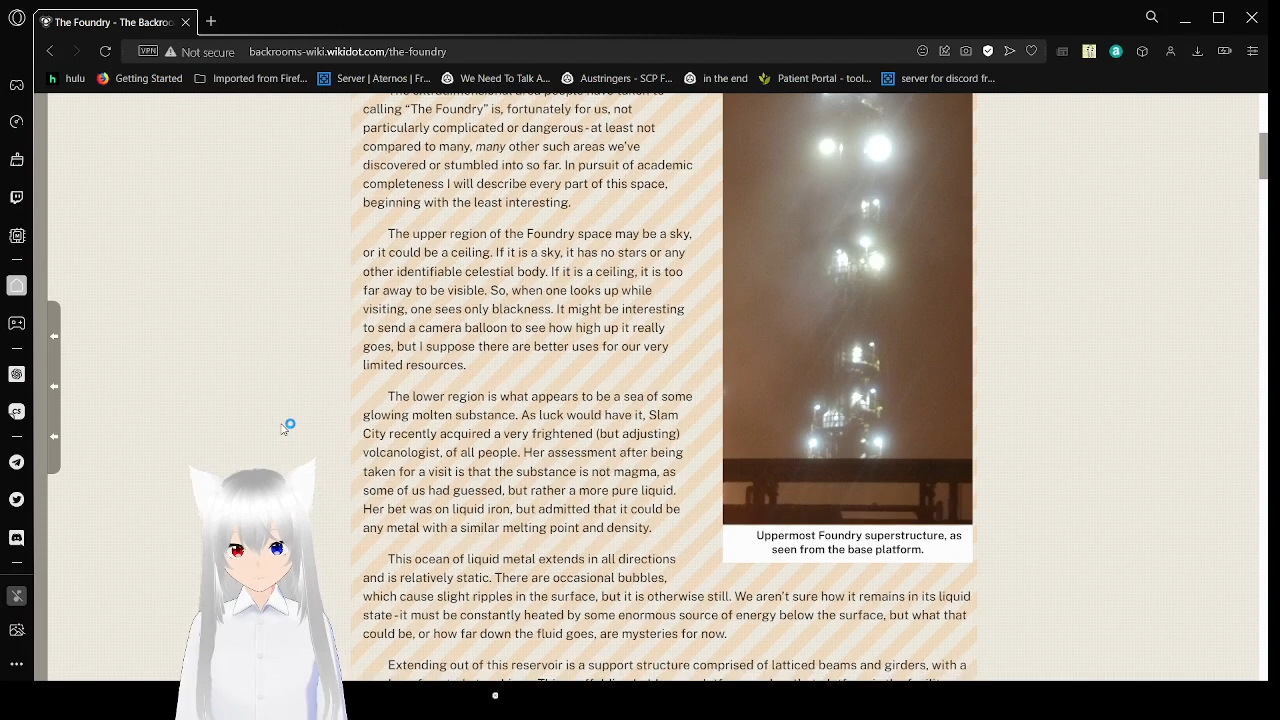 The Foundry - The Backroo
VPN
Not secure
backrooms-wiki.wikidot.com/the-foundry
hulu
Getting Started
Imported from Firef...
Server | Aternos | Fr...
We Need To Talk A...
Austringers - SCP F...
in the end
Patient Portal - tool...
server for discord fr...
The extradimensional area people have taken to
calling “The Foundry” is, fortunately for us, not
particularly complicated or dangerous - at least not
compared to many, many other such areas we’ve
discovered or stumbled into so far. In pursuit of academic
completeness I will describe every part of this space,
beginning with the least interesting.
The upper region of the Foundry space may be a sky,
or it could be a ceiling. If it is a sky, it has no stars or any
other identifiable celestial body. If it is a ceiling, it is too
far away to be visible. So, when one looks up while
visiting, one sees only blackness. It might be interesting
to send a camera balloon to see how high up it really
goes, but I suppose there are better uses for our very
limited resources.
The lower region is what appears to be a sea of some
glowing molten substance. As luck would have it, Slam
City recently acquired a very frightened (but adjusting)
volcanologist, of all people. Her assessment after being
taken for a visit is that the substance is not magma, as
some of us had guessed, but rather a more pure liquid.
Her bet was on liquid iron, but admitted that it could be
any metal with a similar melting point and density.
Uppermost Foundry superstructure, as
seen from the base platform.
This ocean of liquid metal extends in all directions
and is relatively static. There are occasional bubbles,
which cause slight ripples in the surface, but it is otherwise still. We aren’t sure how it remains in its liquid
state - it must be constantly heated by some enormous source of energy below the surface, but what that
could be, or how far down the fluid goes, are mysteries for now.
Extending out of this reservoir is a support structure comprised of latticed beams and girders, with a